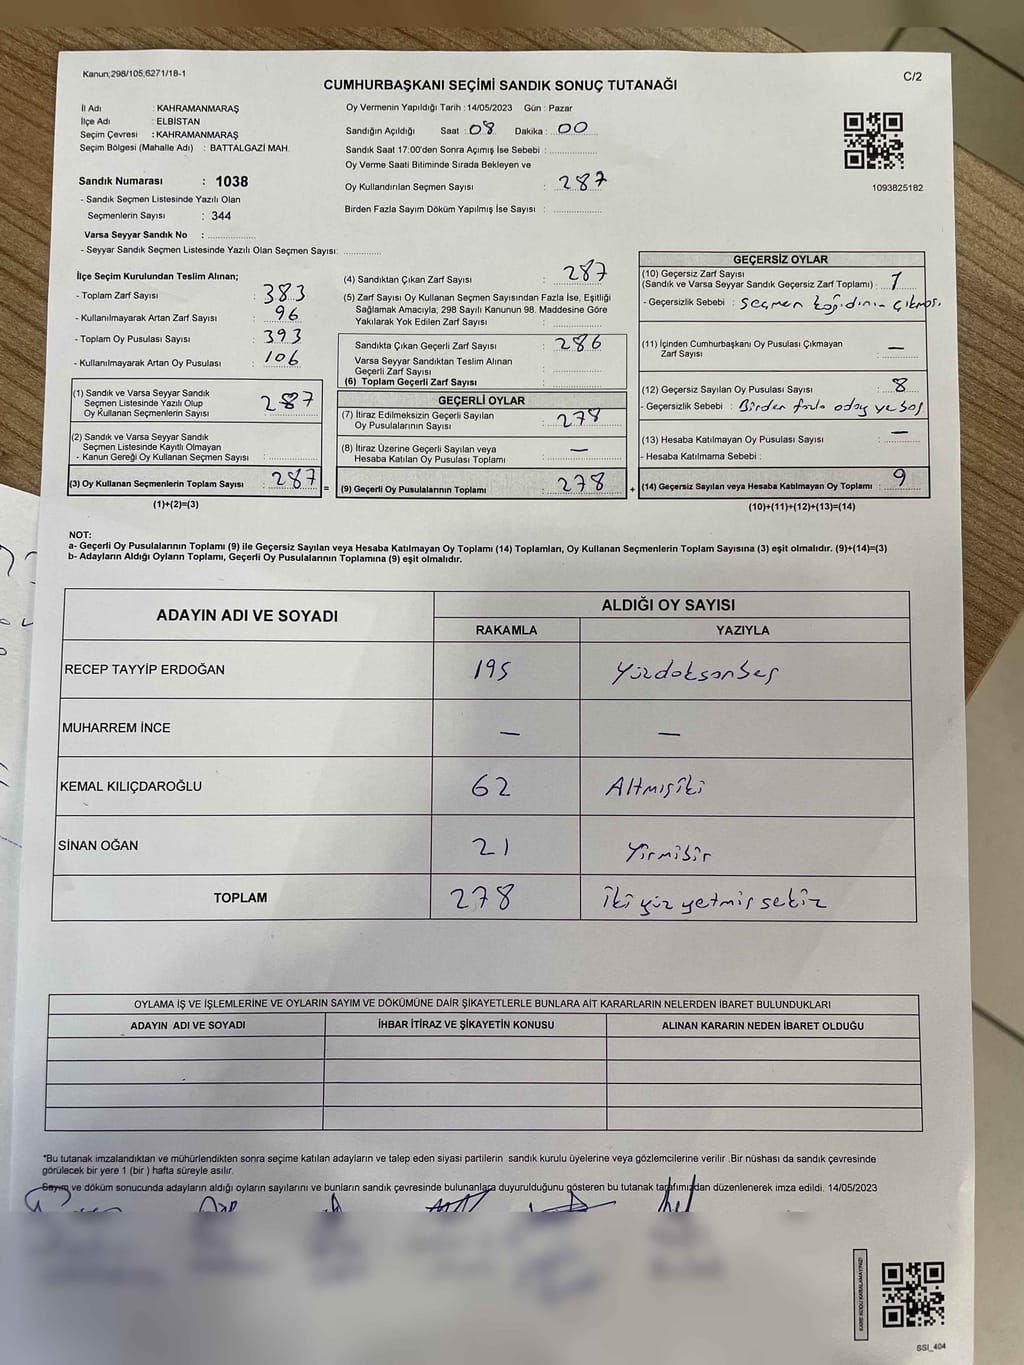 Kanun;298/105,6271/18-1
C/2
CUMHURBAŞKANI SEÇİMİ SANDIK SONUÇ TUTANAĞI
İl Adı : KAHRAMANMARAŞ
İlçe Adı : ELBİSTAN
Seçim Çevresi : KAHRAMANMARAŞ
Seçim Bölgesi (Mahalle Adı) : BATTALGAZİ MAH.
Sandık Numarası : 1038
- Sandık Seçmen Listesinde Yazılı Olan
Seçmenlerin Sayısı : 344
Varsa Seyyar Sandık No :
- Seyyar Sandık Seçmen Listesinde Yazılı Olan Seçmen Sayısı:
Oy Vermenin Yapıldığı Tarih : 14/05/2023 Gün : Pazar
Sandığın Açıldığı Saat : 08 Dakika : 00
Sandık Saat 17:00'den Sonra Açımış İse Sebebi :
Oy Verme Saati Bitiminde Sırada Bekleyen ve
Oy Kullandırılan Seçmen Sayısı : 287
Birden Fazla Sayım Döküm Yapılmış İse Sayısı :
1093825182
İlçe Seçim Kurulundan Teslim Alınan;
- Toplam Zarf Sayısı : 383
- Kullanılmayarak Artan Zarf Sayısı : 96
- Toplam Oy Pusulası Sayısı : 393
- Kullanılmayarak Artan Oy Pusulası : 106
(1) Sandık ve Varsa Seyyar Sandık
Seçmen Listesinde Yazılı Olup
Oy Kullanan Seçmenlerin Sayısı : 287
(2) Sandık ve Varsa Seyyar Sandık
Seçmen Listesinde Kayıtlı Olmayan
- Kanun Gereği Oy Kullanan Seçmen Sayısı :
(3) Oy Kullanan Seçmenlerin Toplam Sayısı : 287 =
(1)+(2)=(3)
(4) Sandıktan Çıkan Zarf Sayısı : 287
(5) Zarf Sayısı Oy Kullanan Seçmen Sayısından Fazla İse, Eşitliği
Sağlamak Amacıyla; 298 Sayılı Kanunun 98. Maddesine Göre
Yakılarak Yok Edilen Zarf Sayısı :
Sandıkta Çıkan Geçerli Zarf Sayısı : 286
Varsa Seyyar Sandıktan Teslim Alınan
Geçerli Zarf Sayısı :
(6) Toplam Geçerli Zarf Sayısı :
GEÇERLİ OYLAR
(7) İtiraz Edilmeksizin Geçerli Sayılan
Oy Pusulalarının Sayısı : 278
(8) İtiraz Üzerine Geçerli Sayılan veya
Hesaba Katılan Oy Pusulası Toplamı : —
(9) Geçerli Oy Pusulalarının Toplamı : 278 +
GEÇERSİZ OYLAR
(10) Geçersiz Zarf Sayısı
(Sandık ve Varsa Seyyar Sandık Geçersiz Zarf Toplamı) : 1
- Geçersizlik Sebebi : seçmen kağıdının çıkması
(11) İçinden Cumhurbaşkanı Oy Pusulası Çıkmayan
Zarf Sayısı : —
(12) Geçersiz Sayılan Oy Pusulası Sayısı : 8
- Geçersizlik Sebebi : Birden fazla aday ve boş
(13) Hesaba Katılmayan Oy Pusulası Sayısı : —
- Hesaba Katılmama Sebebi :
(14) Geçersiz Sayılan veya Hesaba Katılmayan Oy Toplamı : 9
(10)+(11)+(12)+(13)=(14)
NOT:
a- Geçerli Oy Pusulalarının Toplamı (9) ile Geçersiz Sayılan veya Hesaba Katılmayan Oy Toplamı (14) Toplamları, Oy Kullanan Seçmenlerin Toplam Sayısına (3) eşit olmalıdır. (9)+(14)=(3)
b- Adayların Aldığı Oyların Toplamı, Geçerli Oy Pusulalarının Toplamına (9) eşit olmalıdır.
ADAYIN ADI VE SOYADI ALDIĞI OY SAYISI
RAKAMLA YAZIYLA
RECEP TAYYİP ERDOĞAN 195 Yüzdoksanbeş
MUHARREM İNCE — —
KEMAL KILIÇDAROĞLU 62 Altmışiki
SİNAN OĞAN 21 Yirmibir
TOPLAM 278 iki yüz yetmiş sekiz
OYLAMA İŞ VE İŞLEMLERİNE VE OYLARIN SAYIM VE DÖKÜMÜNE DAİR ŞİKAYETLERLE BUNLARA AİT KARARLARIN NELERDEN İBARET BULUNDUKLARI
ADAYIN ADI VE SOYADI İHBAR İTİRAZ VE ŞİKAYETİN KONUSU ALINAN KARARIN NEDEN İBARET OLDUĞU
*Bu tutanak imzalandıktan ve mühürlendikten sonra seçime katılan adayların ve talep eden siyasi partilerin sandık kurulu üyelerine veya gözlemcilerine verilir .Bir nüshası da sandık çevresinde
görülecek bir yere 1 (bir ) hafta süreyle asılır.
Sayım ve döküm sonucunda adayların aldığı oyların sayılarını ve bunların sandık çevresinde bulunanlara duyurulduğunu gösteren bu tutanak tarafımızdan düzenlenerek imza edildi. 14/05/2023
KARE KODU KARALAMAYINIZ!
SSI_404